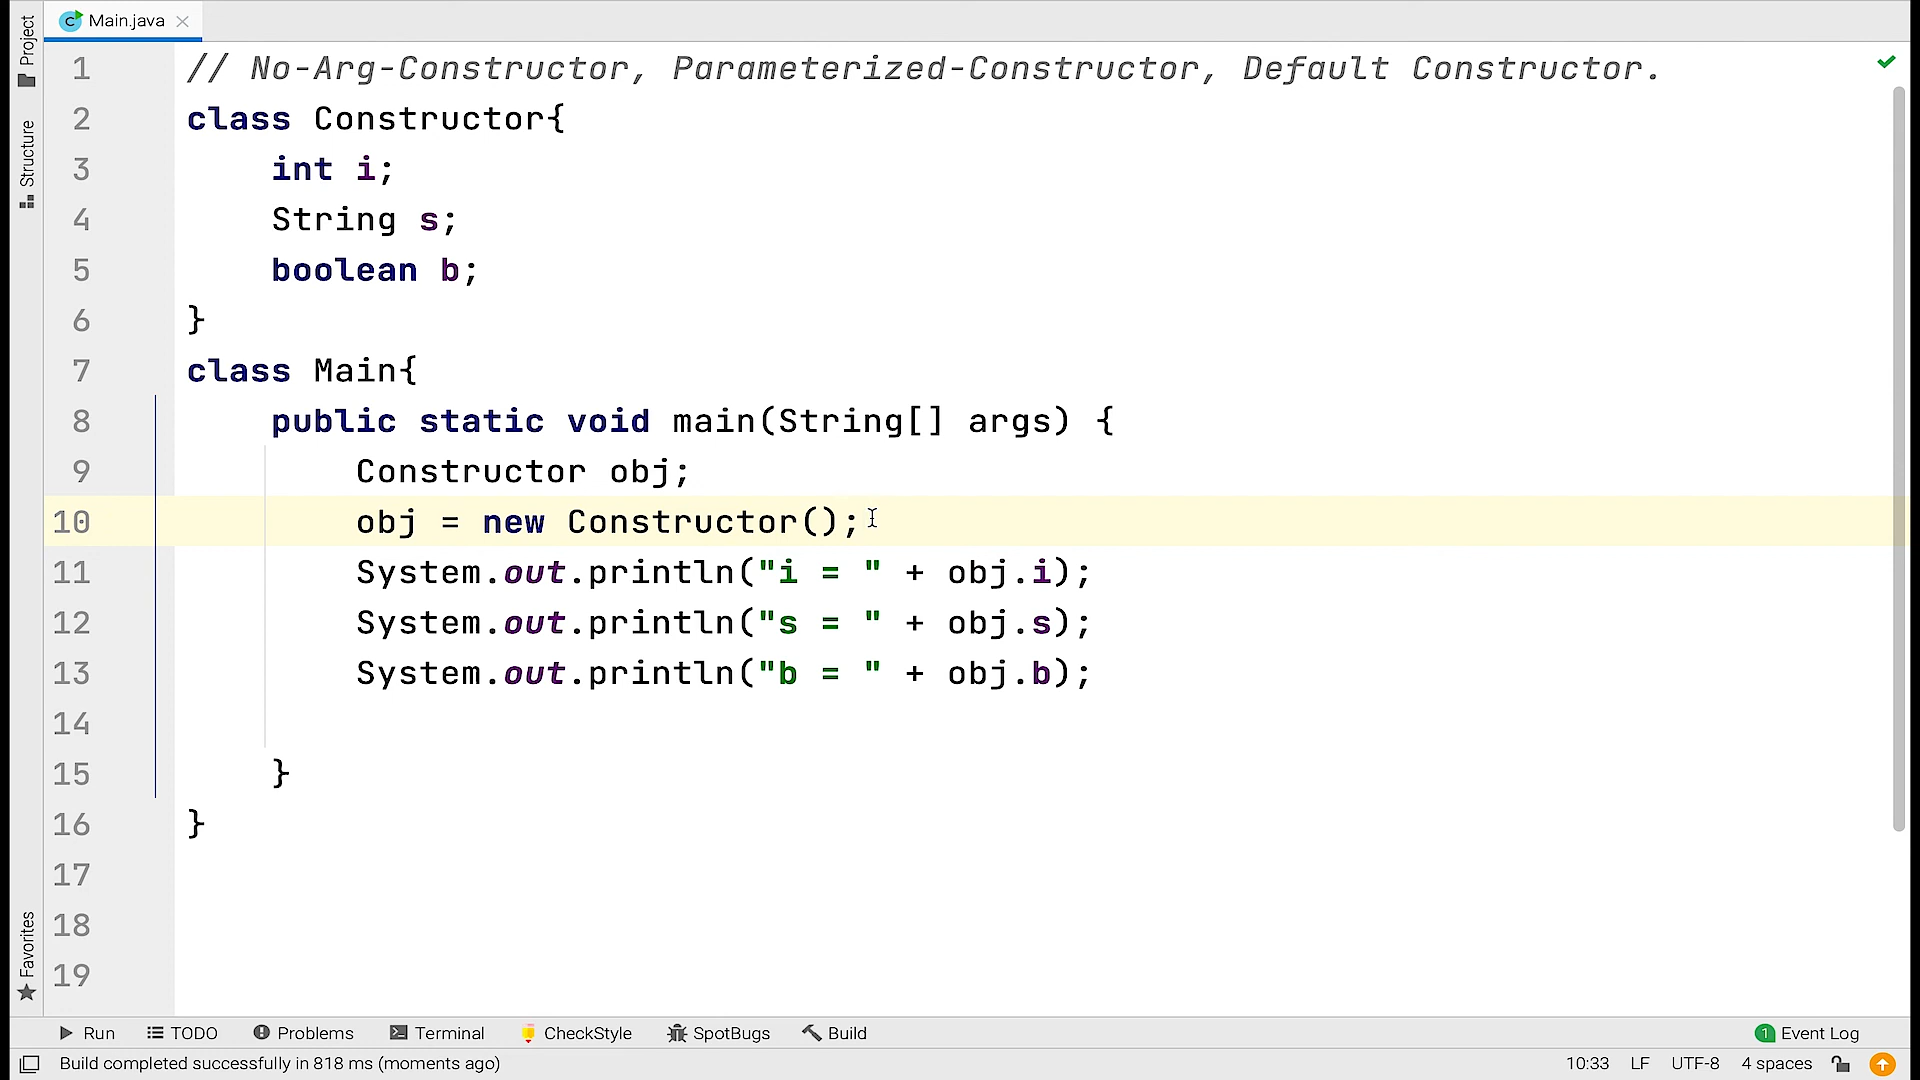 Main.java
Project
Structure
Favorites
1 // No-Arg-Constructor, Parameterized-Constructor, Default Constructor.
2 class Constructor{
3 int i;
4 String s;
5 boolean b;
6 }
7 class Main{
8 public static void main(String[] args) {
9 Constructor obj;
10 obj = new Constructor();
11 System.out.println("i = " + obj.i);
12 System.out.println("s = " + obj.s);
13 System.out.println("b = " + obj.b);
14
15 }
16 }
17
18
19
Run TODO Problems Terminal CheckStyle SpotBugs Build 1 Event Log
Build completed successfully in 818 ms (moments ago) 10:33 LF UTF-8 4 spaces